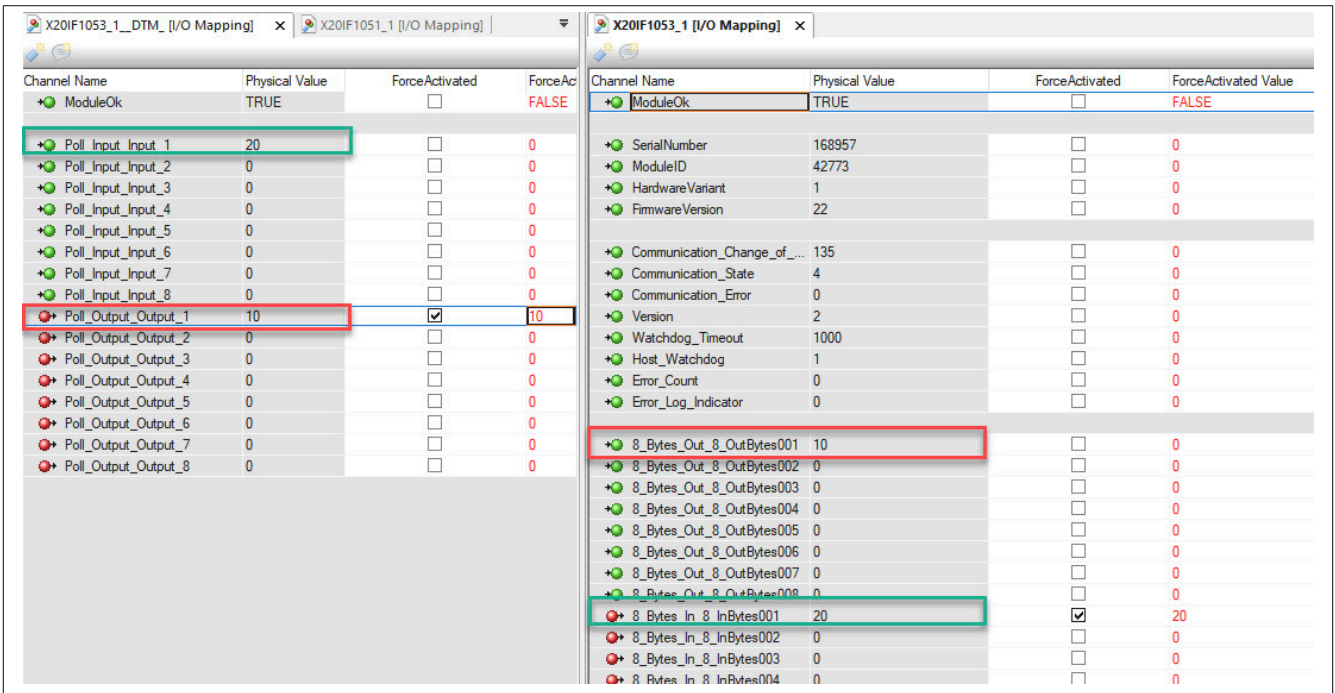 X20IF1053_1__DTM_ [I/O Mapping] X X20IF1051_1 [I/O Mapping]
Channel Name Physical Value ForceActivated ForceAc
ModuleOk TRUE FALSE
Poll_Input_Input_1 20 0
Poll_Input_Input_2 0 0
Poll_Input_Input_3 0 0
Poll_Input_Input_4 0 0
Poll_Input_Input_5 0 0
Poll_Input_Input_6 0 0
Poll_Input_Input_7 0 0
Poll_Input_Input_8 0 0
Poll_Output_Output_1 10 10
Poll_Output_Output_2 0 0
Poll_Output_Output_3 0 0
Poll_Output_Output_4 0 0
Poll_Output_Output_5 0 0
Poll_Output_Output_6 0 0
Poll_Output_Output_7 0 0
Poll_Output_Output_8 0 0
X20IF1053_1 [I/O Mapping] X
Channel Name Physical Value ForceActivated ForceActivated Value
ModuleOk TRUE FALSE
SerialNumber 168957 0
ModuleID 42773 0
HardwareVariant 1 0
FirmwareVersion 22 0
Communication_Change_of_... 135 0
Communication_State 4 0
Communication_Error 0 0
Version 2 0
Watchdog_Timeout 1000 0
Host_Watchdog 1 0
Error_Count 0 0
Error_Log_Indicator 0 0
8_Bytes_Out_8_OutBytes001 10 0
8_Bytes_Out_8_OutBytes002 0 0
8_Bytes_Out_8_OutBytes003 0 0
8_Bytes_Out_8_OutBytes004 0 0
8_Bytes_Out_8_OutBytes005 0 0
8_Bytes_Out_8_OutBytes006 0 0
8_Bytes_Out_8_OutBytes007 0 0
8_Bytes_Out_8_OutBytes008 0 0
8_Bytes_In_8_InBytes001 20 20
8_Bytes_In_8_InBytes002 0 0
8_Bytes_In_8_InBytes003 0 0
8_Bytes_In_8_InBytes004 0 0